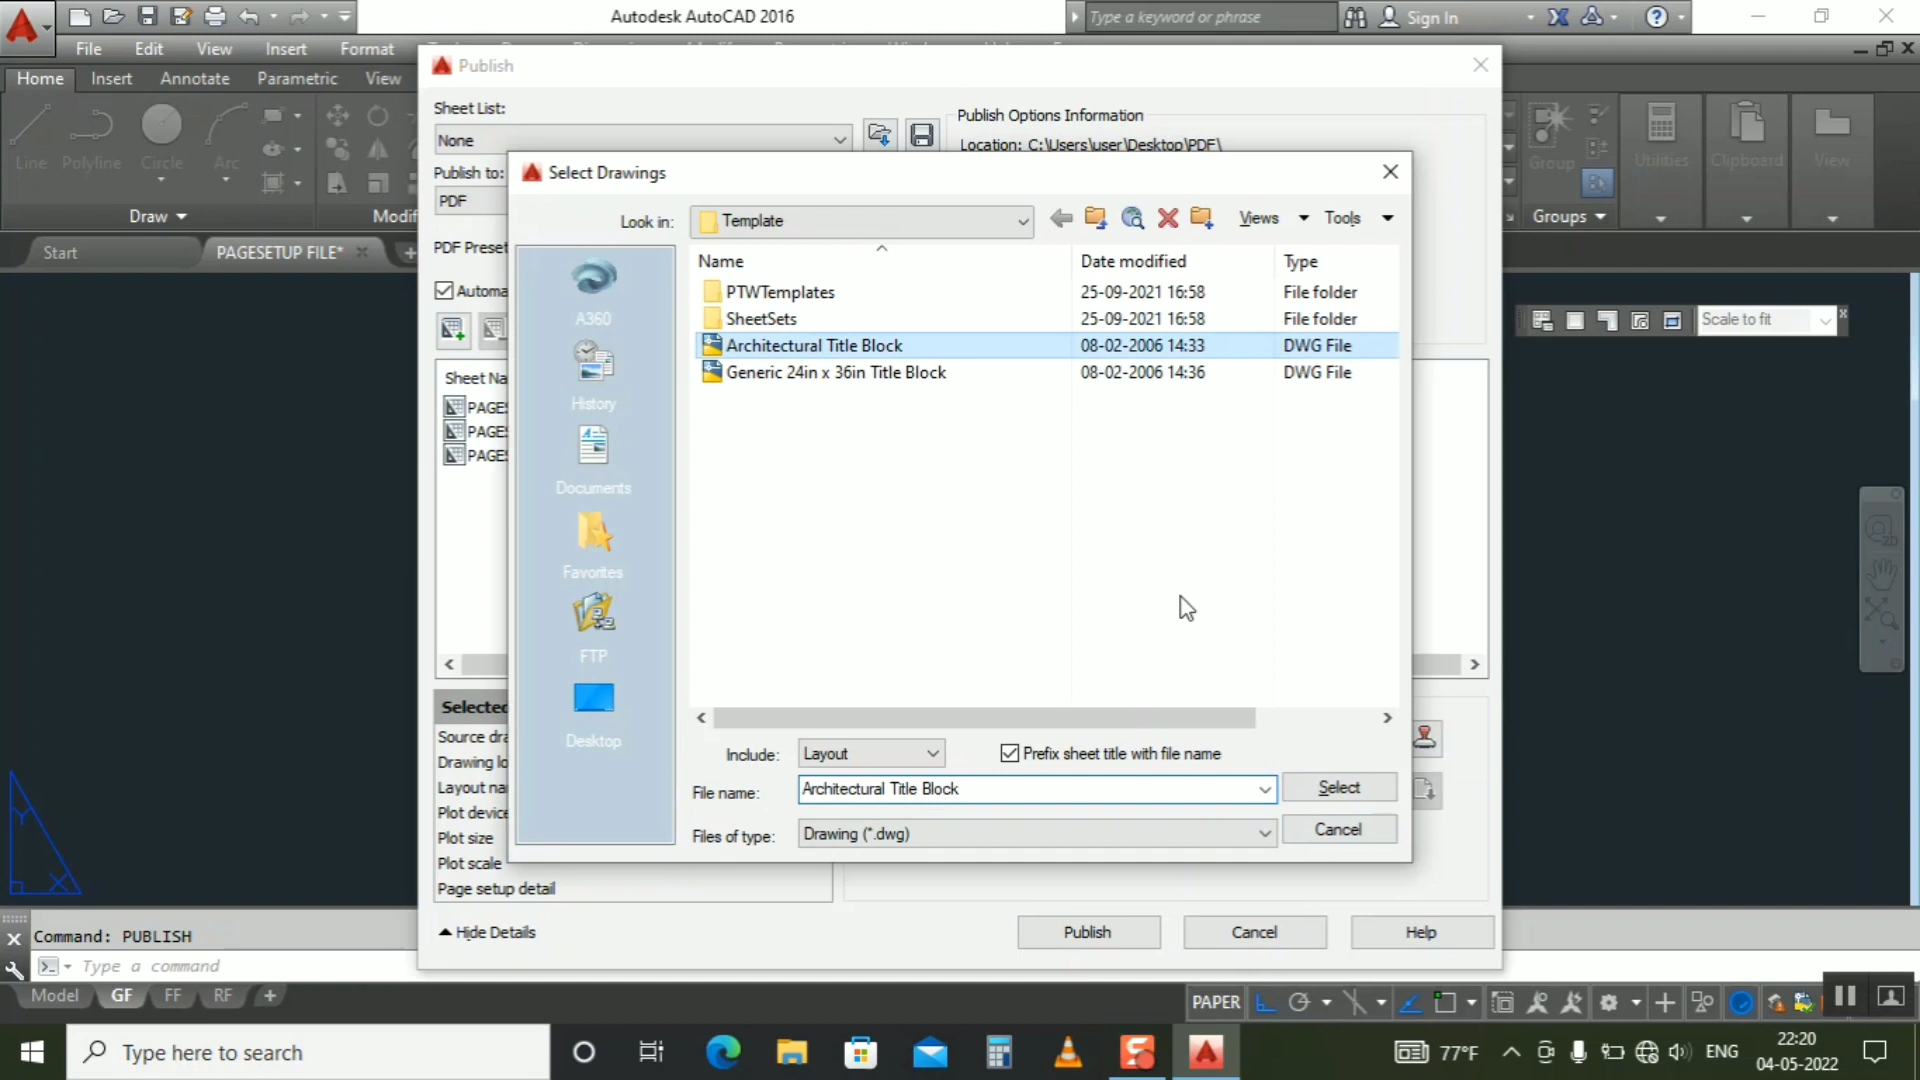 Autodesk AutoCAD 2016
Type a keyword or phrase
Sign In
File Edit View Insert Format
Home Insert Annotate Parametric View
Line Polyline Circle Arc
Draw
Groups
Group Utilities Clipboard View
Start
PAGESETUP FILE*
Publish
Sheet List:
None
Publish Options Information
Location: C:\Users\user\Desktop\PDF\
Publish to:
PDF
PDF Preset
Automa
Sheet Na
PAGES
PAGES
PAGES
Selected
Source dra
Drawing lo
Layout na
Plot device
Plot size
Plot scale
Page setup detail
Hide Details
Publish
Cancel
Help
Select Drawings
Look in: Template
Views
Tools
A360
History
Documents
Favorites
FTP
Desktop
Name Date modified Type
PTWTemplates 25-09-2021 16:58 File folder
SheetSets 25-09-2021 16:58 File folder
Architectural Title Block 08-02-2006 14:33 DWG File
Generic 24in x 36in Title Block 08-02-2006 14:36 DWG File
Include: Layout
Prefix sheet title with file name
File name: Architectural Title Block
Select
Files of type: Drawing (*.dwg)
Cancel
Scale to fit
2D
Y
X
Command: PUBLISH
Type a command
Model GF FF RF
PAPER
Type here to search
77°F
ENG
22:20
04-05-2022